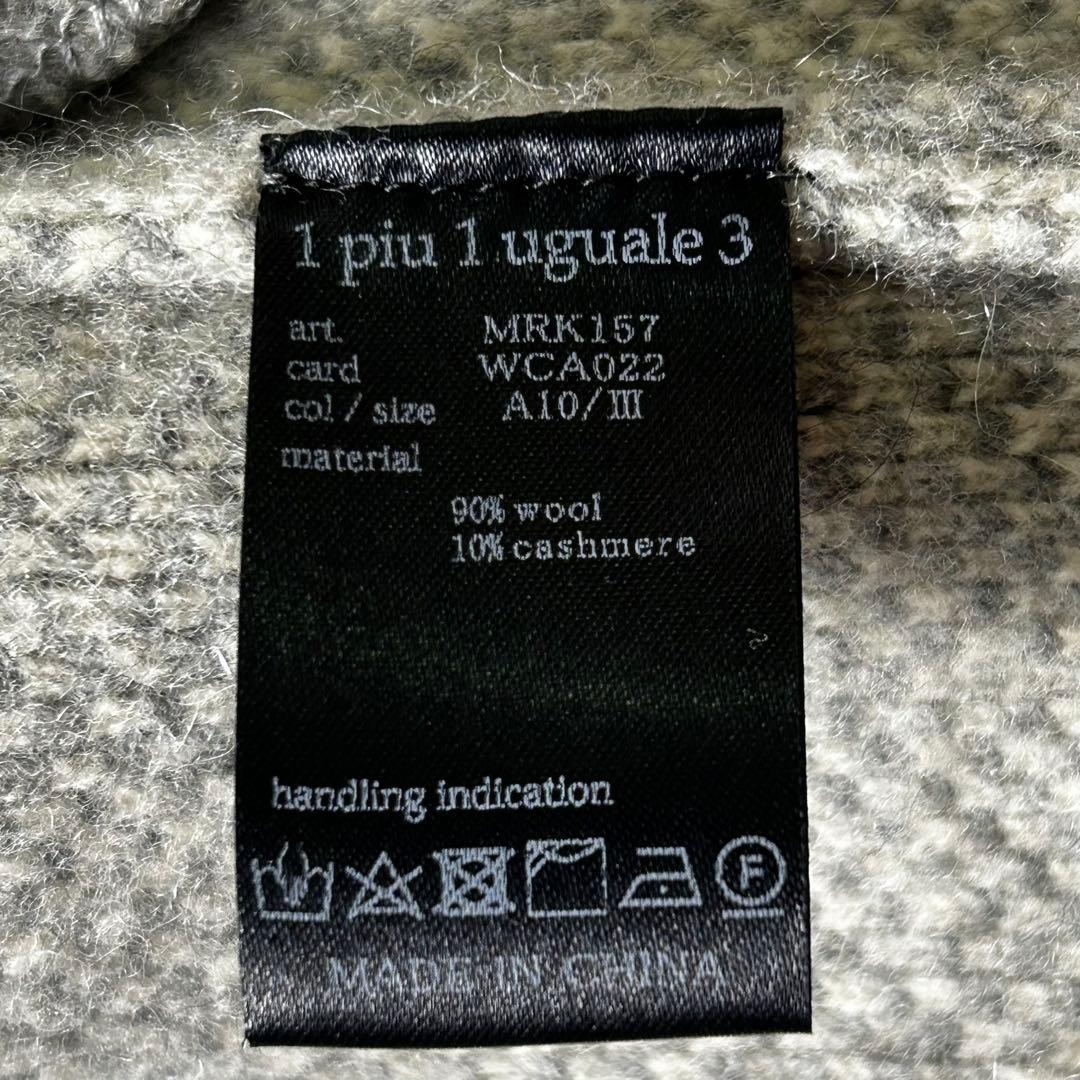 1 piu 1 uguale 3
art. MRK157
card WCA022
col / size A10/III
material
90% wool
10% cashmere
handling indication
F
MADE IN CHINA